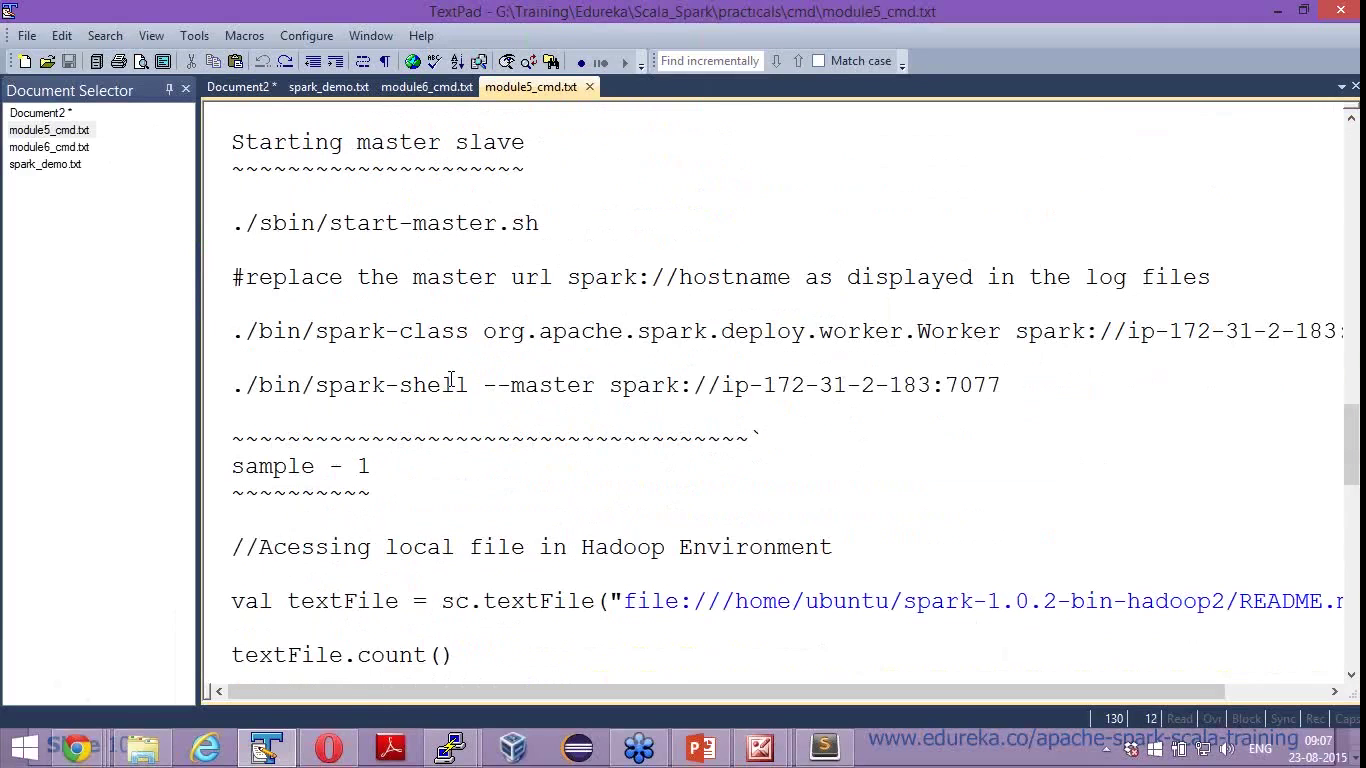 TextPad - G:\Training\Edureka\Scala_Spark\practicals\cmd\module5_cmd.txt
File Edit Search View Tools Macros Configure Window Help
Find incrementally Match case
Document Selector
Document2 * spark_demo.txt module6_cmd.txt module5_cmd.txt
Document2 *
module5_cmd.txt
module6_cmd.txt
spark_demo.txt
Starting master slave
~~~~~~~~~~~~~~~~~~~~~
./sbin/start-master.sh
#replace the master url spark://hostname as displayed in the log files
./bin/spark-class org.apache.spark.deploy.worker.Worker spark://ip-172-31-2-183:
./bin/spark-shell --master spark://ip-172-31-2-183:7077
~~~~~~~~~~~~~~~~~~~~~~~~~~~~~~~~~~~~~`
sample - 1
~~~~~~~~~~
//Acessing local file in Hadoop Environment
val textFile = sc.textFile("file:///home/ubuntu/spark-1.0.2-bin-hadoop2/README.
textFile.count()
130 12 Read Ovr Block Sync Rec Caps
www.edureka.co/apache-spark-scala-training
ENG
09:07
23-08-2015